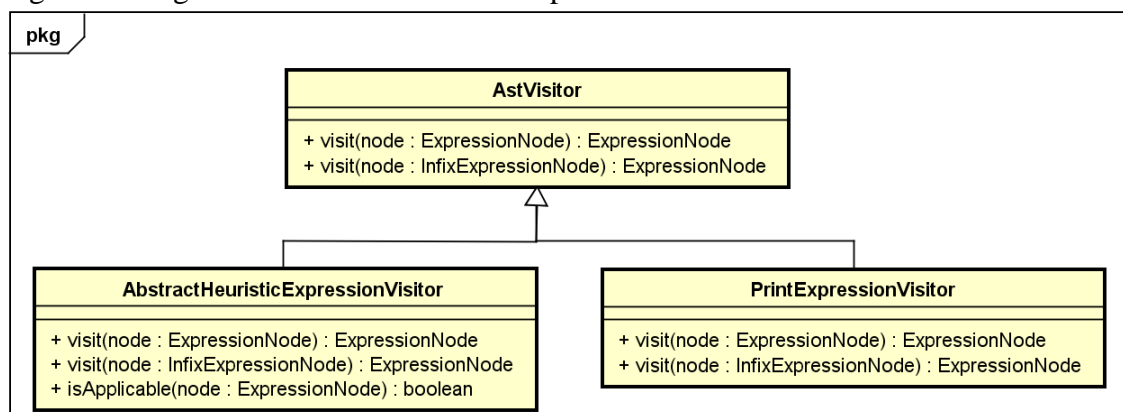 pkg
AstVisitor
+ visit(node : ExpressionNode) : ExpressionNode
+ visit(node : InfixExpressionNode) : ExpressionNode
AbstractHeuristicExpressionVisitor
+ visit(node : ExpressionNode) : ExpressionNode
+ visit(node : InfixExpressionNode) : ExpressionNode
+ isApplicable(node : ExpressionNode) : boolean
PrintExpressionVisitor
+ visit(node : ExpressionNode) : ExpressionNode
+ visit(node : InfixExpressionNode) : ExpressionNode